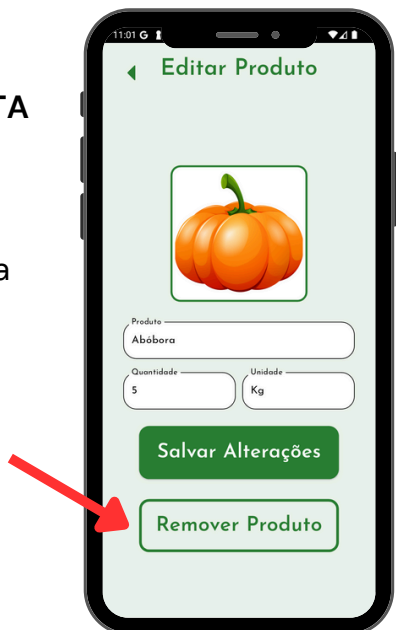 TA
a
11:01 G
Editar Produto
Produto
Abóbora
Quantidade
5
Unidade
Kg
Salvar Alterações
Remover Produto